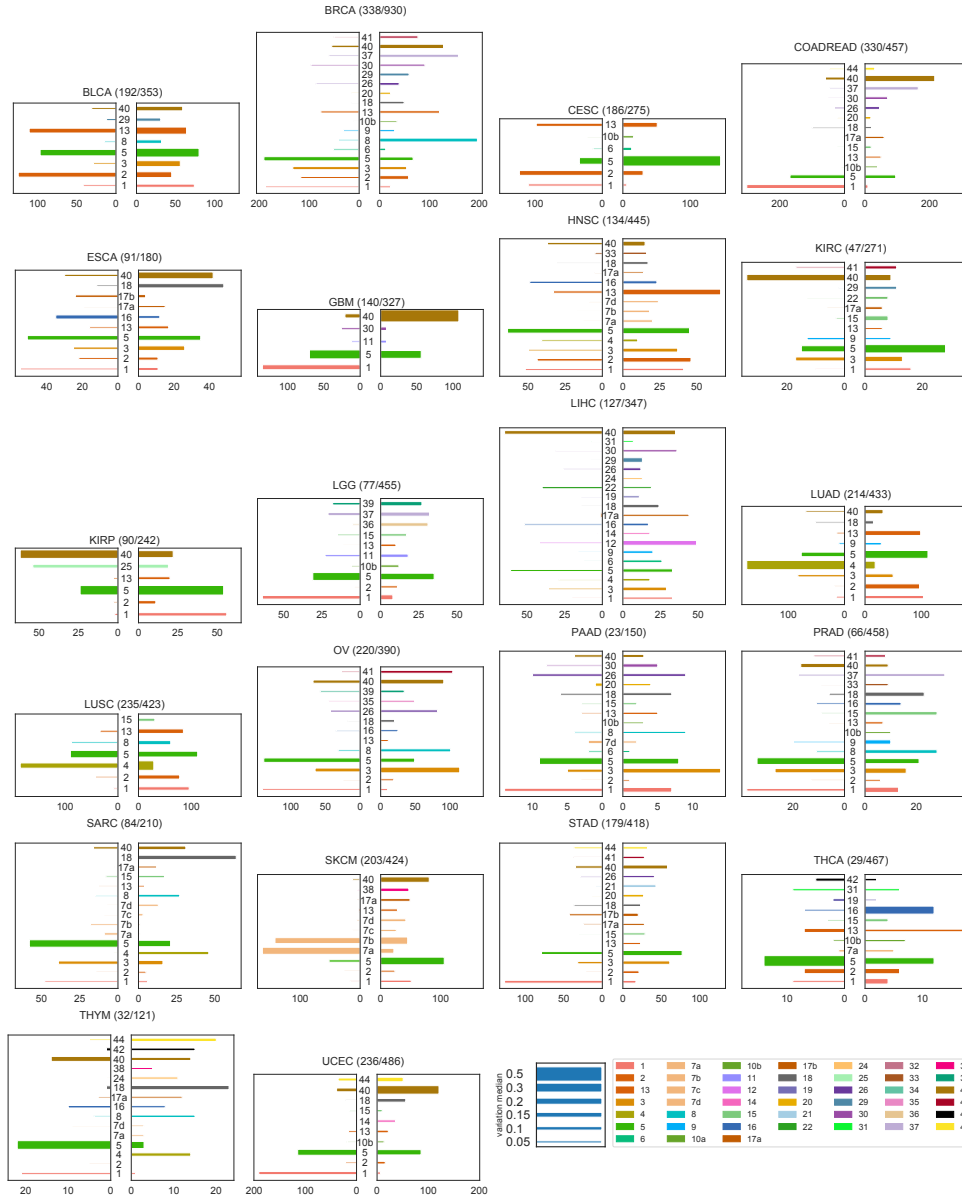 BRCA (338/930)
41
40
37
30
29
26
20
18
13
10b
9
8
6
5
3
2
1
200 100 0 0 50 100 150 200
COADREAD (330/457)
44
40
37
30
26
20
18
17a
15
13
10b
5
1
200 0 0 200
BLCA (192/353)
40
29
13
8
5
3
2
1
100 50 0 0 50 100
CESC (186/275)
13
10b
6
5
2
1
100 0 0 100
ESCA (91/180)
40
18
17b
17a
16
13
5
3
2
1
40 20 0 0 20 40
GBM (140/327)
40
30
11
5
1
100 50 0 0 50 100
HNSC (134/445)
40
33
18
17a
16
13
7d
7b
7a
5
4
3
2
1
50 25 0 0 25 50
KIRC (47/271)
41
40
29
22
17a
15
13
9
5
3
1
20 0 0 20
KIRP (90/242)
40
25
13
5
2
1
50 25 0 0 25 50
LGG (77/455)
39
37
36
15
13
11
10b
5
2
1
50 0 0 50
LIHC (127/347)
40
31
30
29
26
24
22
19
18
17a
16
14
12
9
6
5
4
3
1
50 0 0 50
LUAD (214/433)
40
18
13
9
5
4
3
2
1
100 0 0 100
LUSC (235/423)
15
13
8
5
4
2
1
100 0 0 100
OV (220/390)
41
40
39
35
26
18
16
13
8
5
3
2
1
100 50 0 0 50 100
PAAD (23/150)
40
30
26
20
18
15
13
10b
8
7d
6
5
3
2
1
10 5 0 0 5 10
PRAD (66/458)
41
40
37
33
18
16
15
13
10b
9
8
5
3
2
1
20 0 0 20
SARC (84/210)
40
18
17a
15
13
8
7d
7c
7b
7a
5
4
3
2
1
50 0 0 50
SKCM (203/424)
40
38
17a
13
7d
7c
7b
7a
5
2
1
100 0 0 100
STAD (179/418)
44
41
40
26
21
20
18
17b
17a
15
13
5
3
2
1
100 50 0 0 50 100
THCA (29/467)
42
31
19
16
15
13
10b
7a
5
2
1
10 0 0 10
THYM (32/121)
44
42
40
38
24
18
17a
16
8
7d
7a
5
4
2
1
20 10 0 0 10 20
UCEC (236/486)
44
40
18
15
14
13
10b
5
2
1
200 100 0 0 100 200
variation median
0.5
0.3
0.2
0.15
0.1
0.05
1 7a 10b 17b 24 32
2 7b 11 18 25 33
13 7c 12 19 26 34
3 7d 14 20 29 35
4 8 15 21 30 36
5 9 16 22 31 37
6 10a 17a